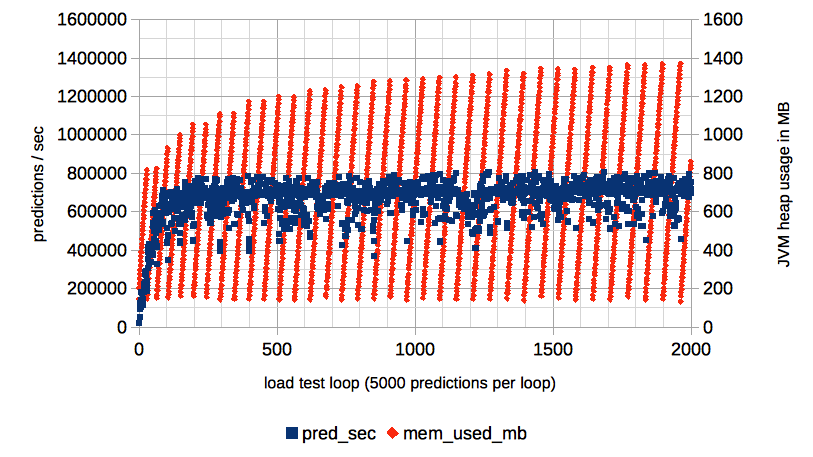 1600000 1600
1400000 1400
1200000 1200
1000000 1000
800000 800
600000 600
400000 400
200000 200
0 0
predictions / sec
JVM heap usage in MB
0 500 1000 1500 2000
load test loop (5000 predictions per loop)
pred_sec mem_used_mb